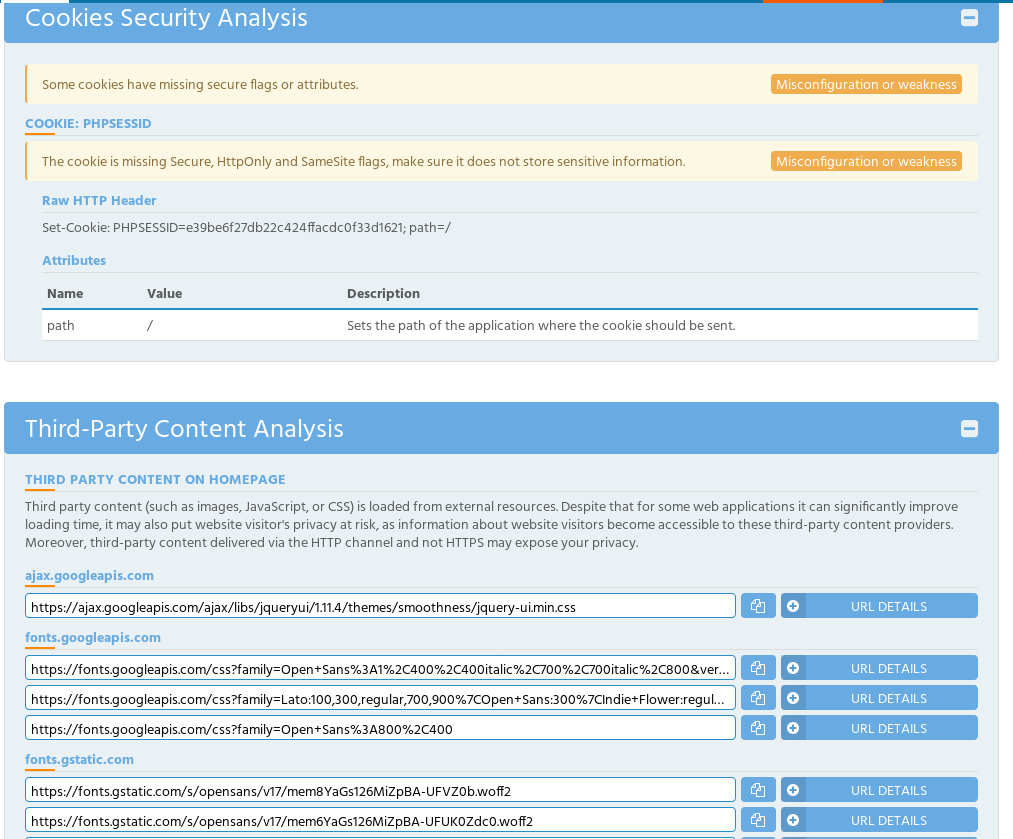 Cookies Security Analysis
Some cookies have missing secure flags or attributes.
Misconfiguration or weakness
COOKIE: PHPSESSID
The cookie is missing Secure, HttpOnly and SameSite flags, make sure it does not store sensitive information.
Misconfiguration or weakness
Raw HTTP Header
Set-Cookie: PHPSESSID=e39be6f27db22c424ffacdc0f33d1621; path=/
Attributes
Name Value Description
path / Sets the path of the application where the cookie should be sent.
Third-Party Content Analysis
THIRD PARTY CONTENT ON HOMEPAGE
Third party content (such as images, JavaScript, or CSS) is loaded from external resources. Despite that for some web applications it can significantly improve
loading time, it may also put website visitor's privacy at risk, as information about website visitors become accessible to these third-party content providers.
Moreover, third-party content delivered via the HTTP channel and not HTTPS may expose your privacy.
ajax.googleapis.com
https://ajax.googleapis.com/ajax/libs/jqueryui/1.11.4/themes/smoothness/jquery-ui.min.css URL DETAILS
fonts.googleapis.com
https://fonts.googleapis.com/css?family=Open+Sans%3A1%2C400%2C400italic%2C700%2C700italic%2C800&ver... URL DETAILS
https://fonts.googleapis.com/css?family=Lato:100,300,regular,700,900%7COpen+Sans:300%7CIndie+Flower:regul... URL DETAILS
https://fonts.googleapis.com/css?family=Open+Sans%3A800%2C400 URL DETAILS
fonts.gstatic.com
https://fonts.gstatic.com/s/opensans/v17/mem8YaGs126MiZpBA-UFVZ0b.woff2 URL DETAILS
https://fonts.gstatic.com/s/opensans/v17/mem6YaGs126MiZpBA-UFUK0Zdc0.woff2 URL DETAILS